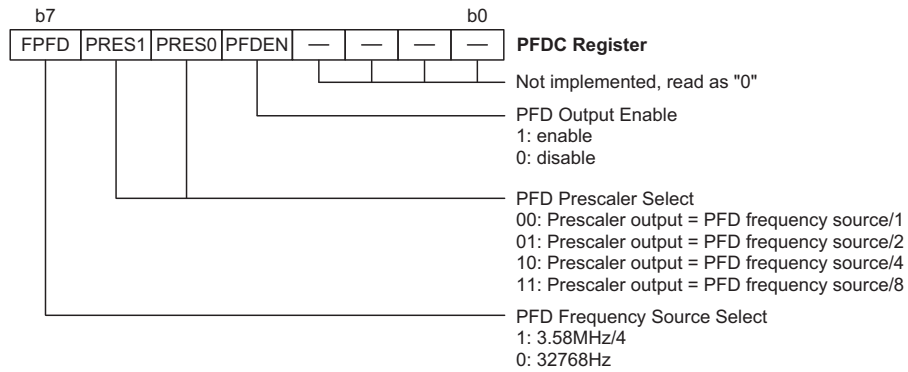 b7 b0
FPFD PRES1 PRES0 PFDEN — — — — PFDC Register
Not implemented, read as "0"
PFD Output Enable
1: enable
0: disable
PFD Prescaler Select
00: Prescaler output = PFD frequency source/1
01: Prescaler output = PFD frequency source/2
10: Prescaler output = PFD frequency source/4
11: Prescaler output = PFD frequency source/8
PFD Frequency Source Select
1: 3.58MHz/4
0: 32768Hz